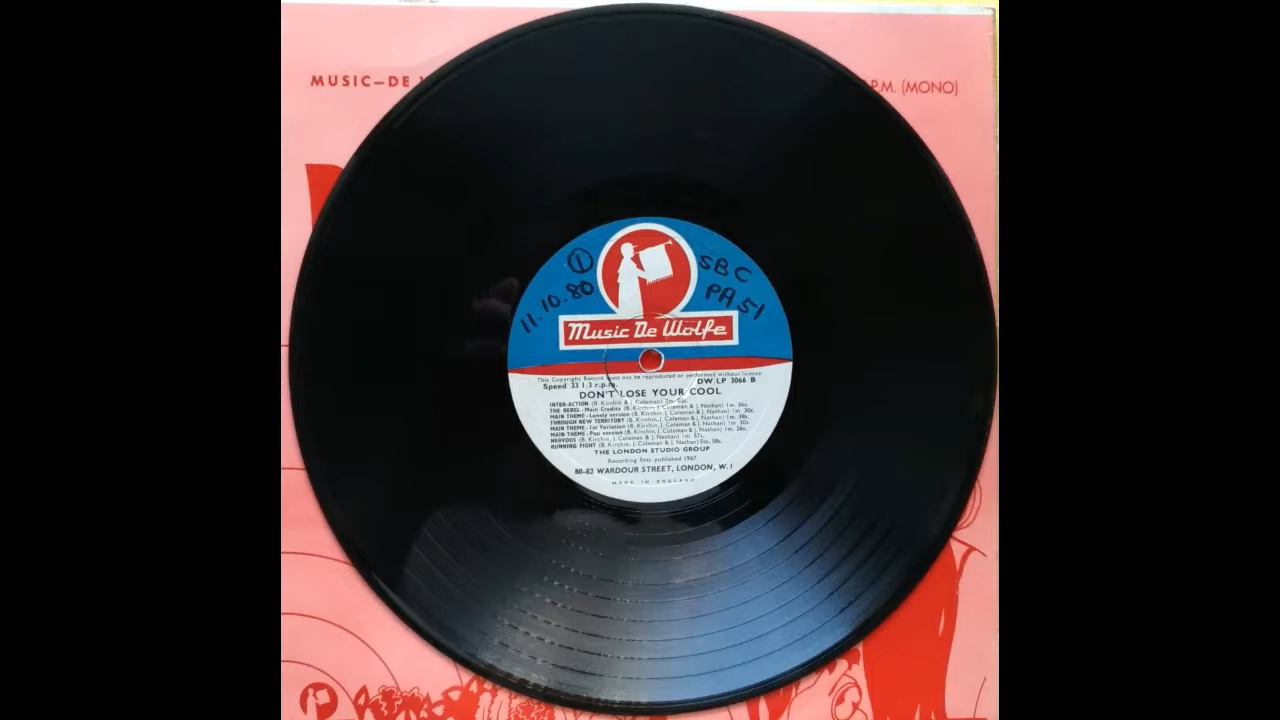 MUSIC—DE
P.M. (MONO)
1
11.10.80
SBC
PA 51
Music De Wolfe
This Copyright Record must not be reproduced or performed without licence
Speed 33 1/3 r.p.m.
DW/LP 3066 B
DON'T LOSE YOUR COOL
INTER-ACTION (B. Kirchin & J. Coleman) 2m. 02s.
THE REBEL - Main Credits (B. Kirchin, J. Coleman & J. Nathan) 1m. 36s.
MAIN THEME - Lonely version (B. Kirchin, J. Coleman & J. Nathan) 1m. 30s.
THROUGH NEW TERRITORY (B. Kirchin, J. Coleman & J. Nathan) 1m. 38s.
MAIN THEME - 1st Variation (B. Kirchin, J. Coleman & J. Nathan) 1m. 30s.
MAIN THEME - Pop version (B. Kirchin, J. Coleman & J. Nathan) 1m. 26s.
NERVOUS (B. Kirchin, J. Coleman & J. Nathan) 1m. 57s.
RUNNING FIGHT (B. Kirchin, J. Coleman & J. Nathan) 0m. 58s.
THE LONDON STUDIO GROUP
Recording first published 1967
80-82 WARDOUR STREET, LONDON, W.1
MADE IN ENGLAND